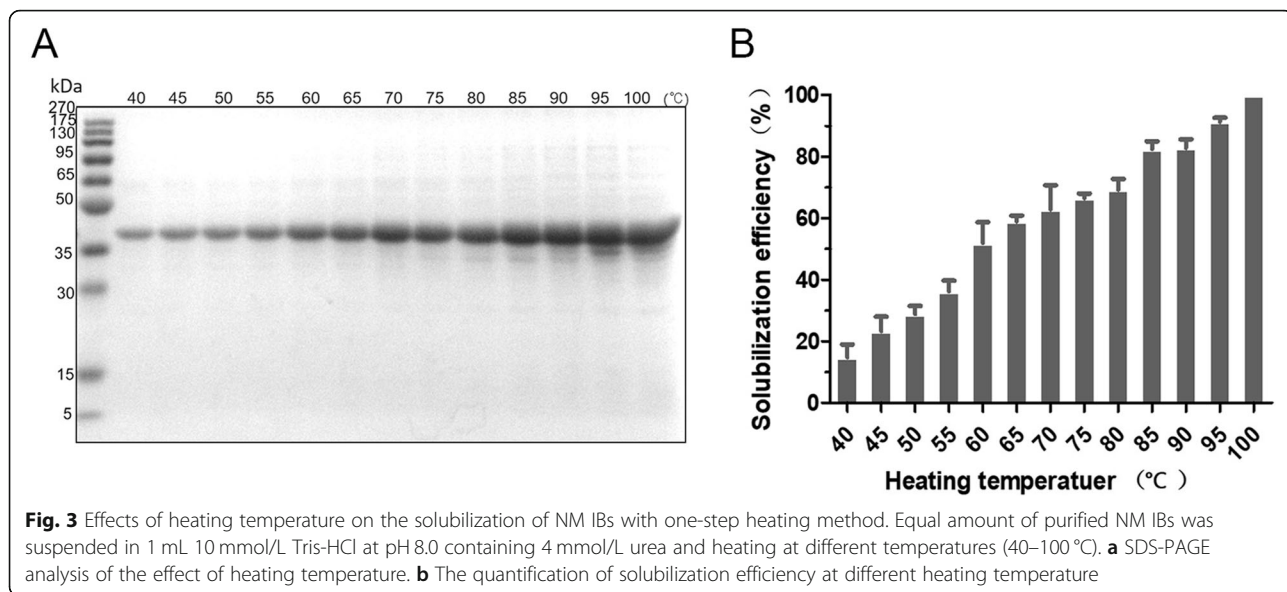 A
kDa
40 45 50 55 60 65 70 75 80 85 90 95 100 (℃)
270
175
130
95
65
50
35
30
15
5
B
Solubilization efficiency (%)
100
80
60
40
20
0
40 45 50 55 60 65 70 75 80 85 90 95 100
Heating temperatuer (℃)
Fig. 3 Effects of heating temperature on the solubilization of NM IBs with one-step heating method. Equal amount of purified NM IBs was
suspended in 1 mL 10 mmol/L Tris-HCl at pH 8.0 containing 4 mmol/L urea and heating at different temperatures (40–100 °C). a SDS-PAGE
analysis of the effect of heating temperature. b The quantification of solubilization efficiency at different heating temperature